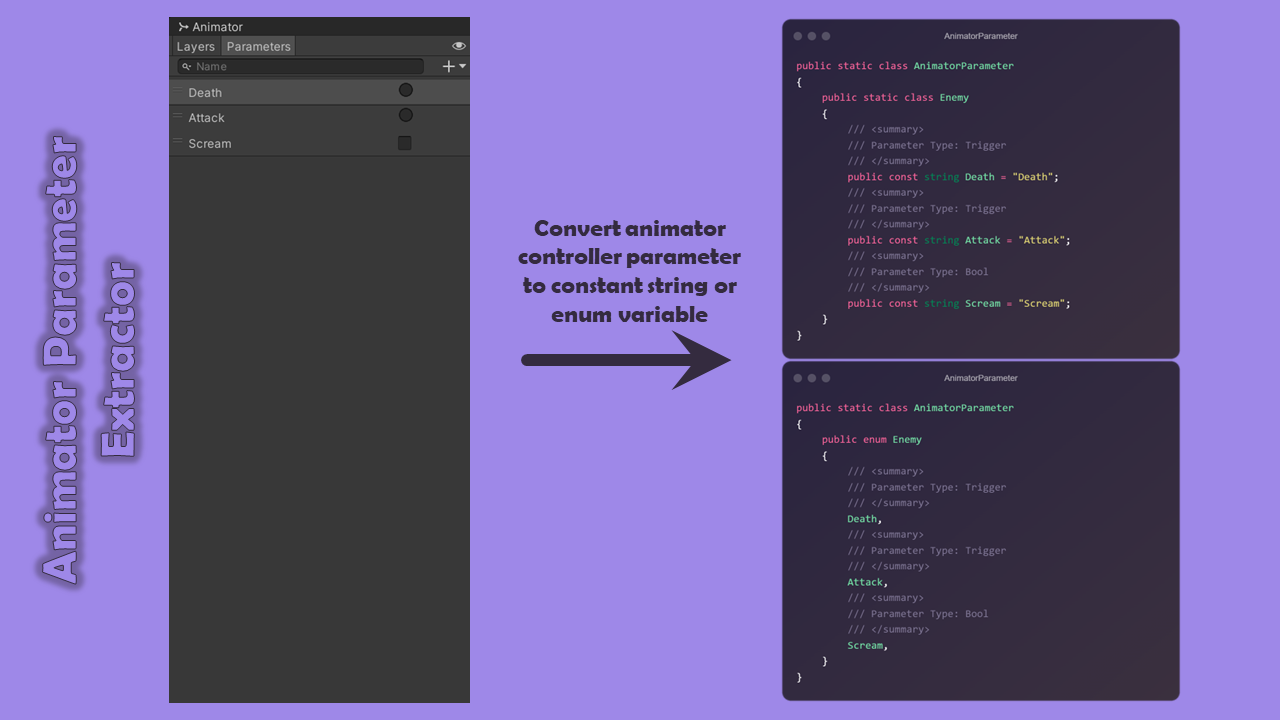 Animator Parameter
Extractor
Animator
Layers Parameters
Name
Death
Attack
Scream
Convert animator
controller parameter
to constant string or
enum variable
AnimatorParameter
public static class AnimatorParameter
{
public static class Enemy
{
/// <summary>
/// Parameter Type: Trigger
/// </summary>
public const string Death = "Death";
/// <summary>
/// Parameter Type: Trigger
/// </summary>
public const string Attack = "Attack";
/// <summary>
/// Parameter Type: Bool
/// </summary>
public const string Scream = "Scream";
}
}
AnimatorParameter
public static class AnimatorParameter
{
public enum Enemy
{
/// <summary>
/// Parameter Type: Trigger
/// </summary>
Death,
/// <summary>
/// Parameter Type: Trigger
/// </summary>
Attack,
/// <summary>
/// Parameter Type: Bool
/// </summary>
Scream,
}
}